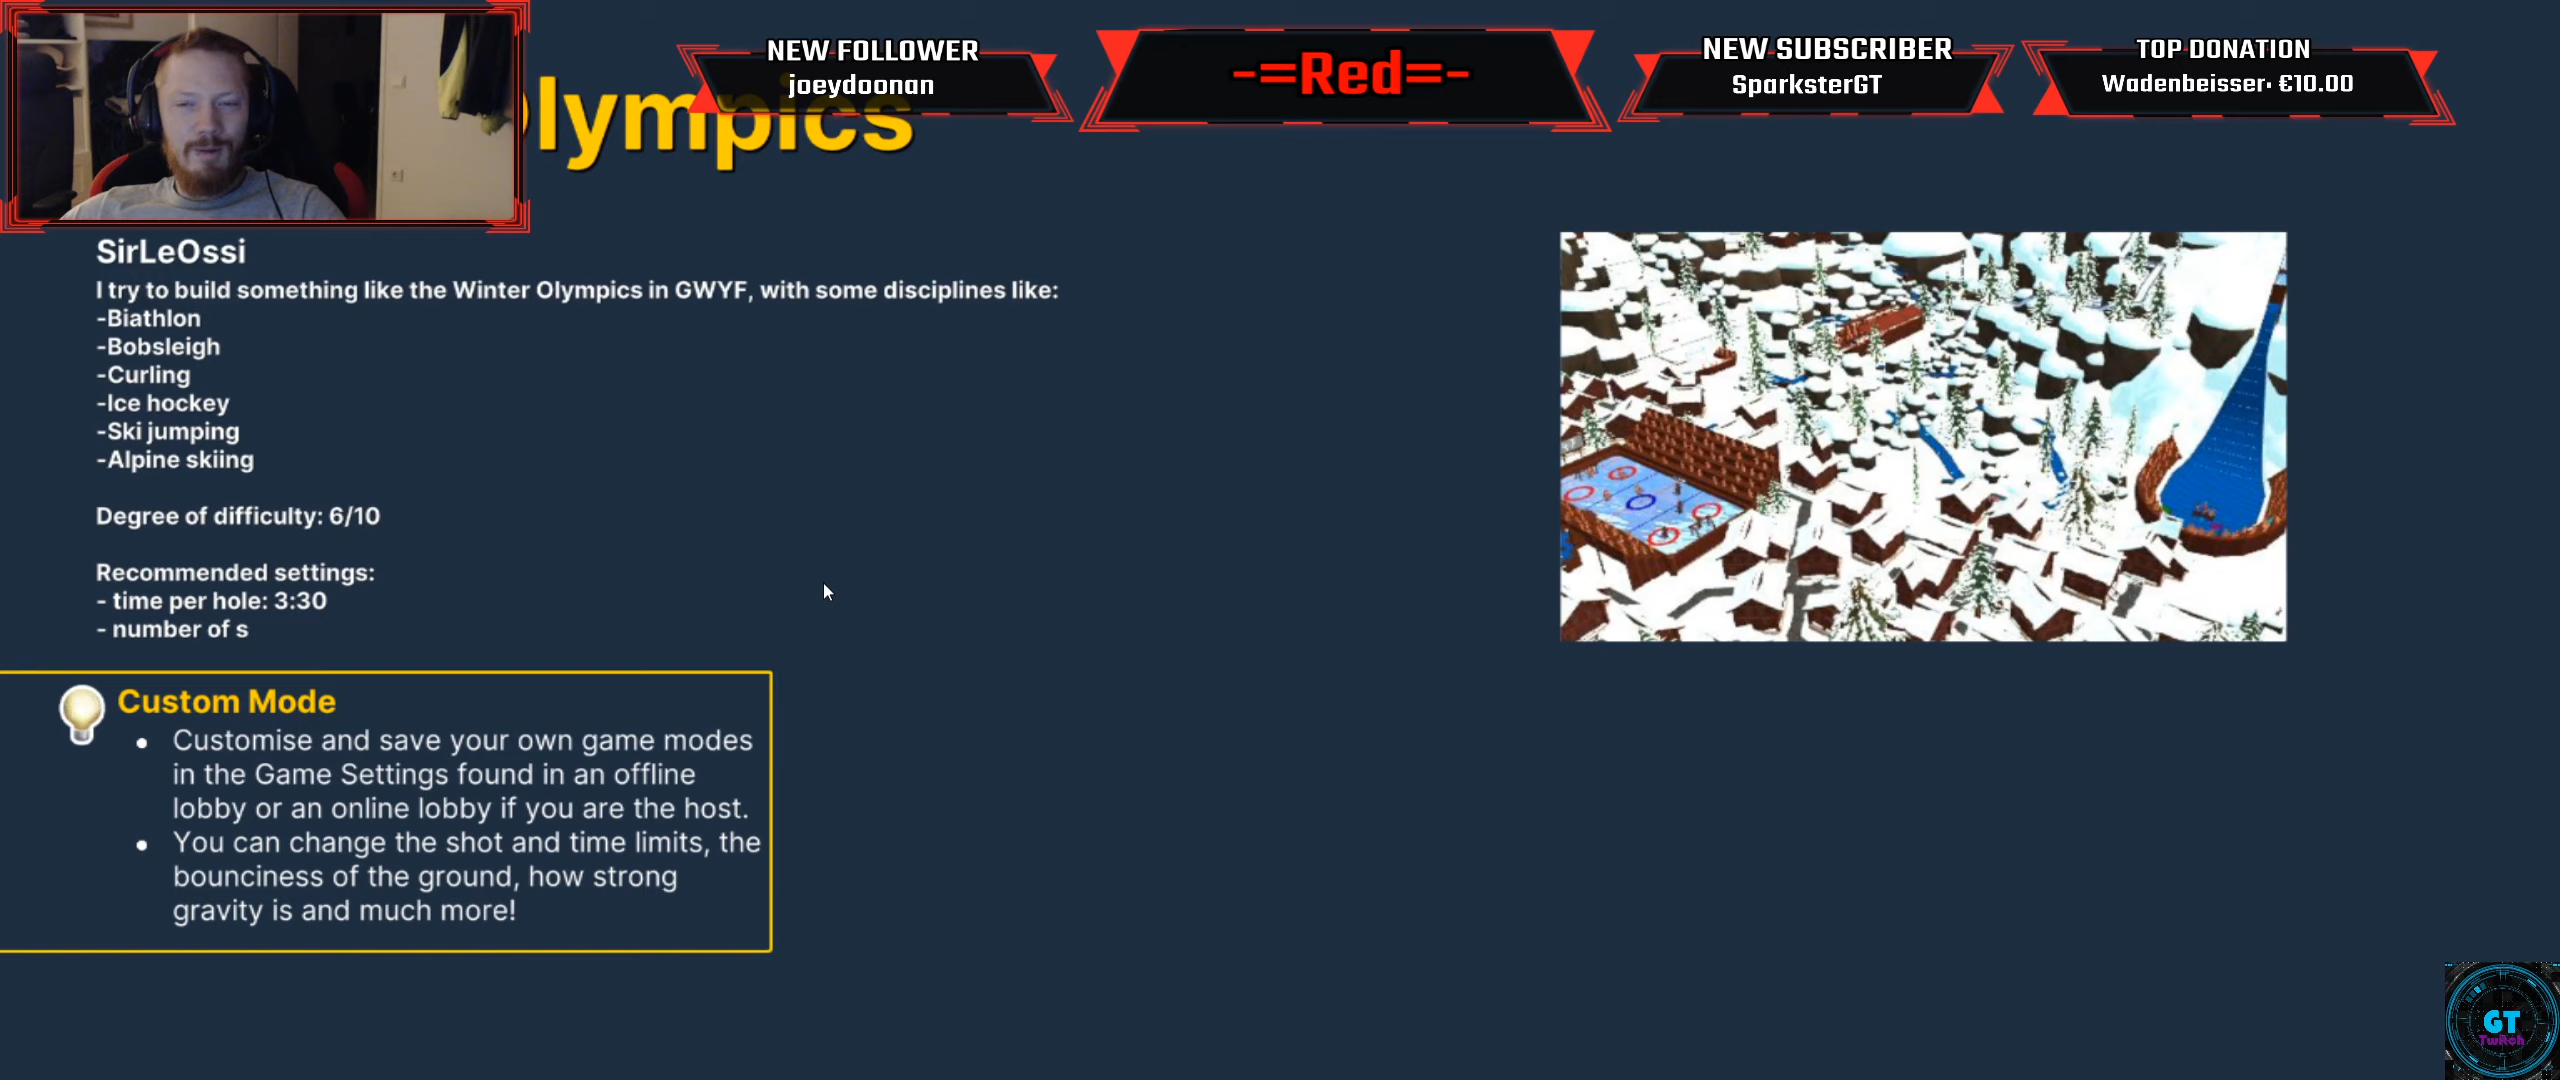 NEW FOLLOWER
joeydoonan
-=Red=-
NEW SUBSCRIBER
SparksterGT
TOP DONATION
Wadenbeisser· €10.00
lympics
SirLeOssi
I try to build something like the Winter Olympics in GWYF, with some disciplines like:
-Biathlon
-Bobsleigh
-Curling
-Ice hockey
-Ski jumping
-Alpine skiing
Degree of difficulty: 6/10
Recommended settings:
- time per hole: 3:30
- number of s
Custom Mode
• Customise and save your own game modes
in the Game Settings found in an offline
lobby or an online lobby if you are the host.
• You can change the shot and time limits, the
bounciness of the ground, how strong
gravity is and much more!
GT